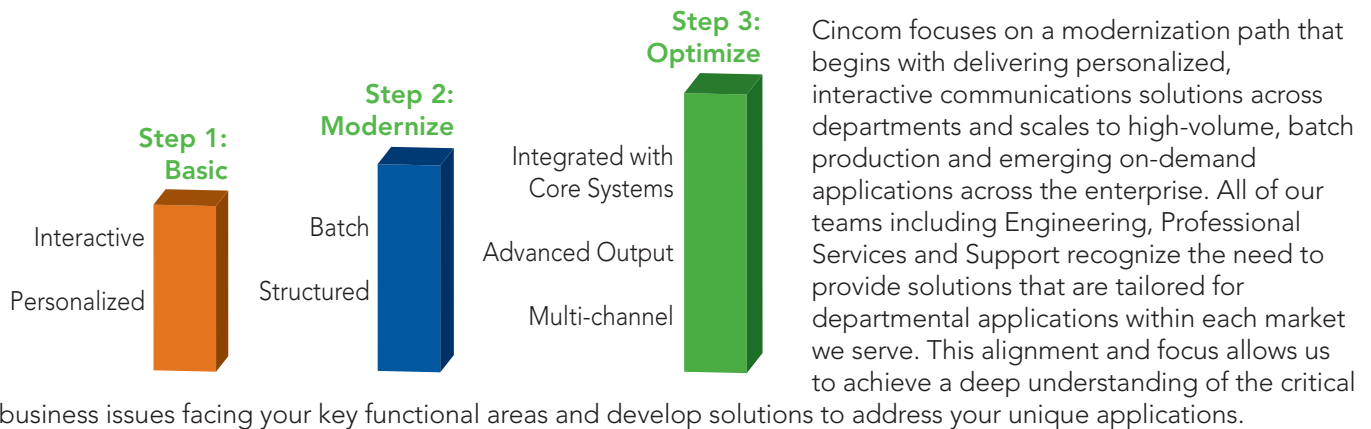 Step 1:
Basic
Interactive
Personalized
Step 2:
Modernize
Batch
Structured
Step 3:
Optimize
Integrated with
Core Systems
Advanced Output
Multi-channel
Cincom focuses on a modernization path that
begins with delivering personalized,
interactive communications solutions across
departments and scales to high-volume, batch
production and emerging on-demand
applications across the enterprise. All of our
teams including Engineering, Professional
Services and Support recognize the need to
provide solutions that are tailored for
departmental applications within each market
we serve. This alignment and focus allows us
to achieve a deep understanding of the critical
business issues facing your key functional areas and develop solutions to address your unique applications.